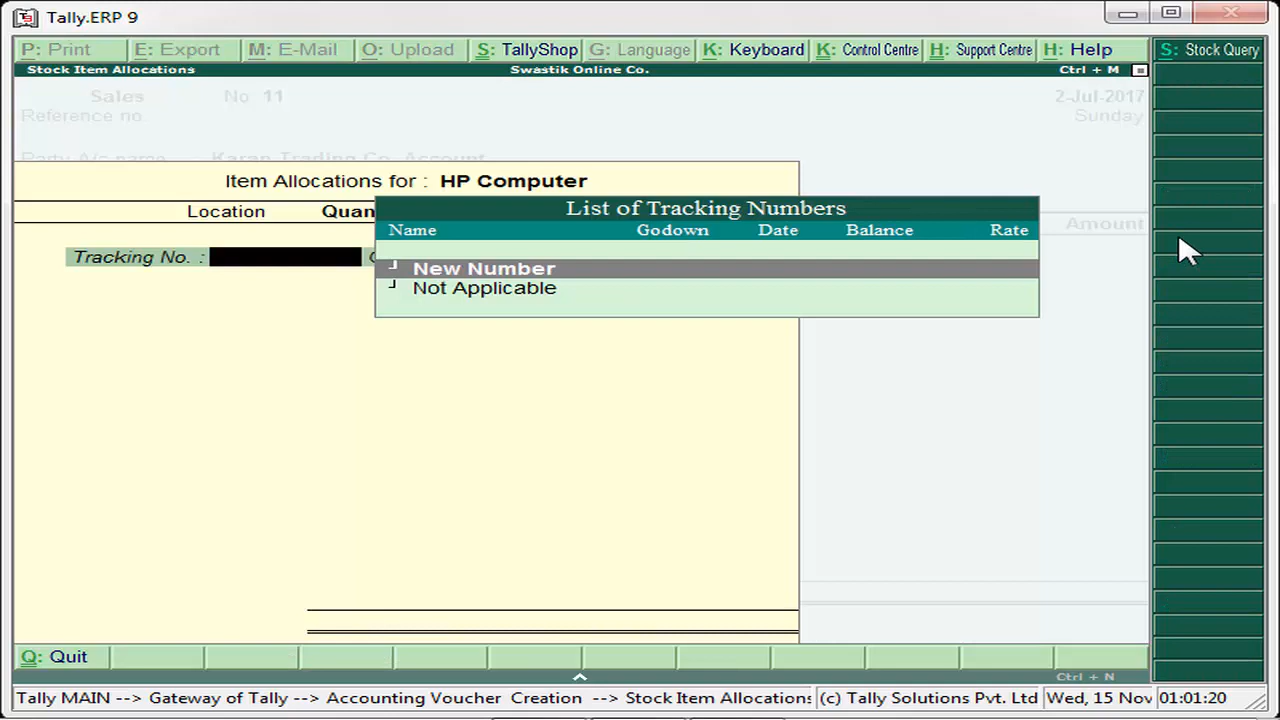 Tally.ERP 9
P: Print E: Export M: E-Mail O: Upload S: TallyShop G: Language K: Keyboard K: Control Centre H: Support Centre H: Help S: Stock Query
Stock Item Allocations Swastik Online Co. Ctrl + M
Sales No. 11 2-Jul-2017
Reference no. Sunday
Party A/c name Karan Trading Co. Account
Item Allocations for : HP Computer
Location Quan
List of Tracking Numbers
Amount
Name Godown Date Balance Rate
Tracking No. :
New Number
Not Applicable
Q: Quit
Ctrl + N
Tally MAIN --> Gateway of Tally --> Accounting Voucher Creation --> Stock Item Allocations (c) Tally Solutions Pvt. Ltd Wed, 15 Nov 01:01:20